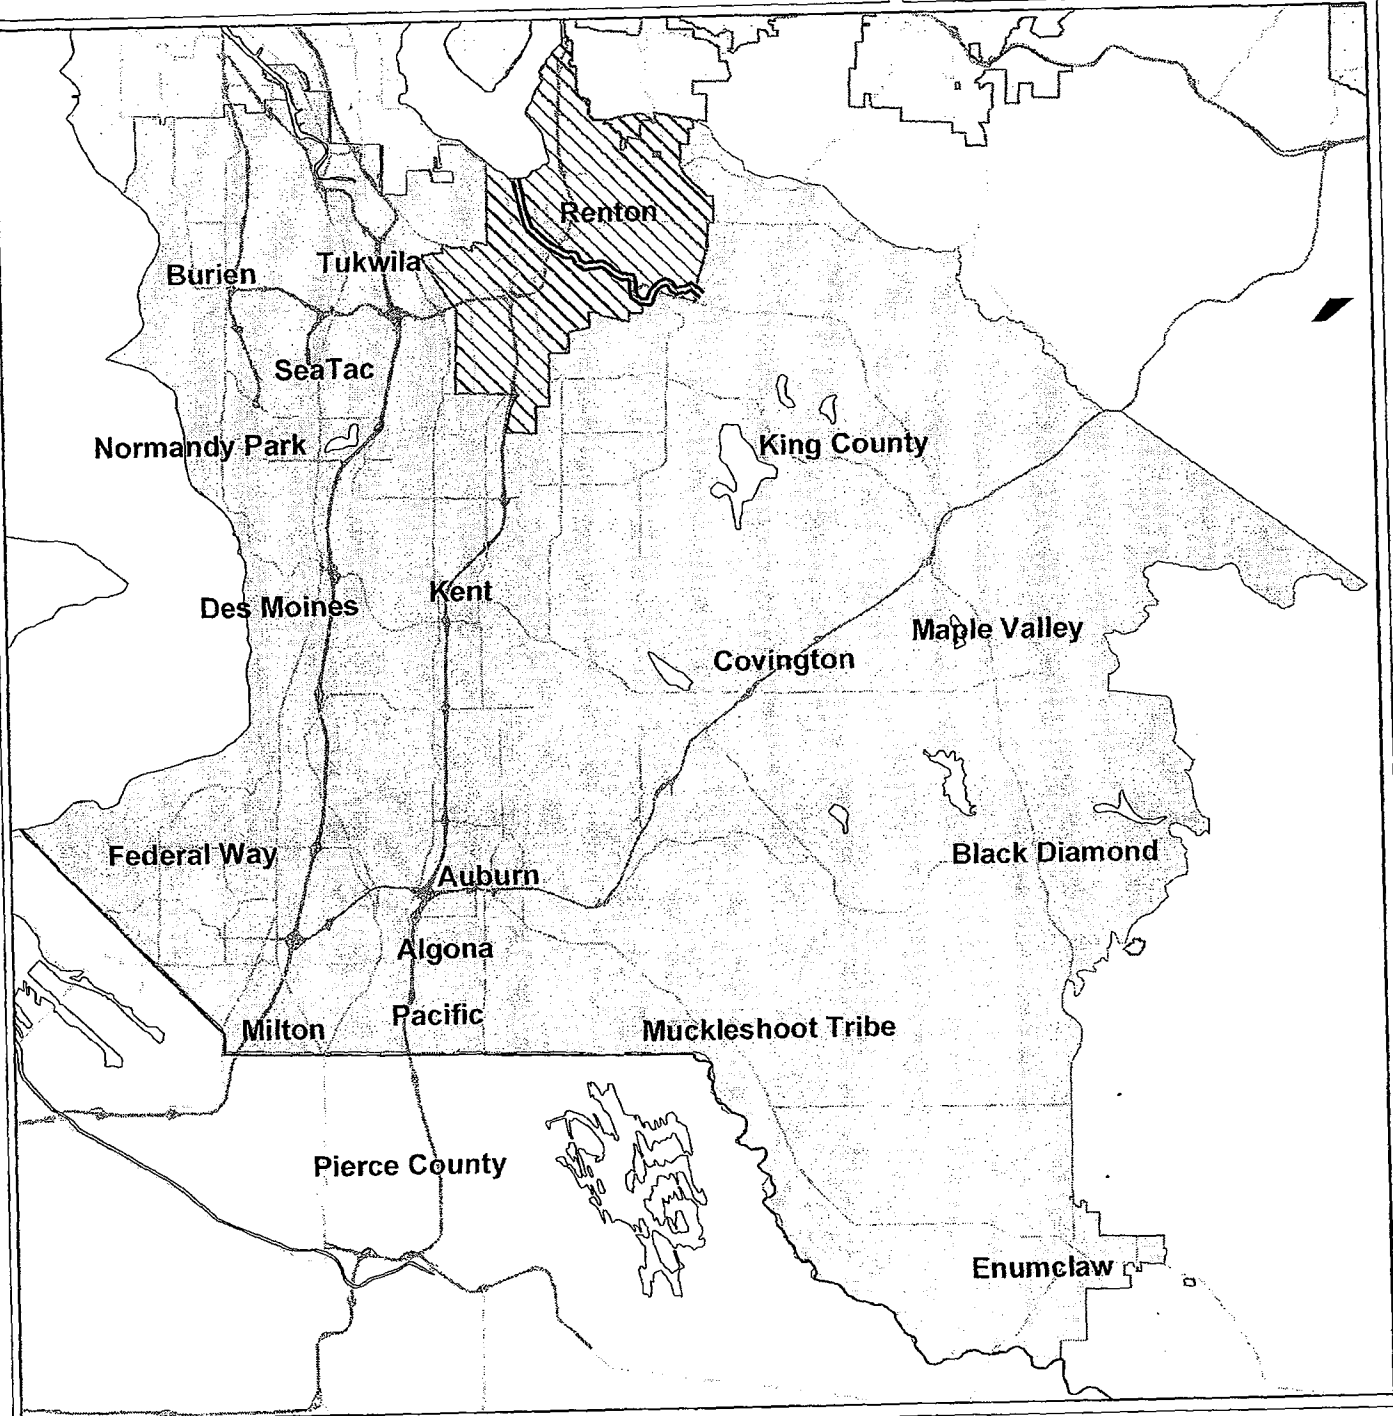 Renton
Tukwila
Burien
SeaTac
Normandy Park
King County
Kent
Des Moines
Maple Valley
Covington
Federal Way
Black Diamond
Auburn
Algona
Pacific
Milton
Muckleshoot Tribe
Pierce County
Enumclaw